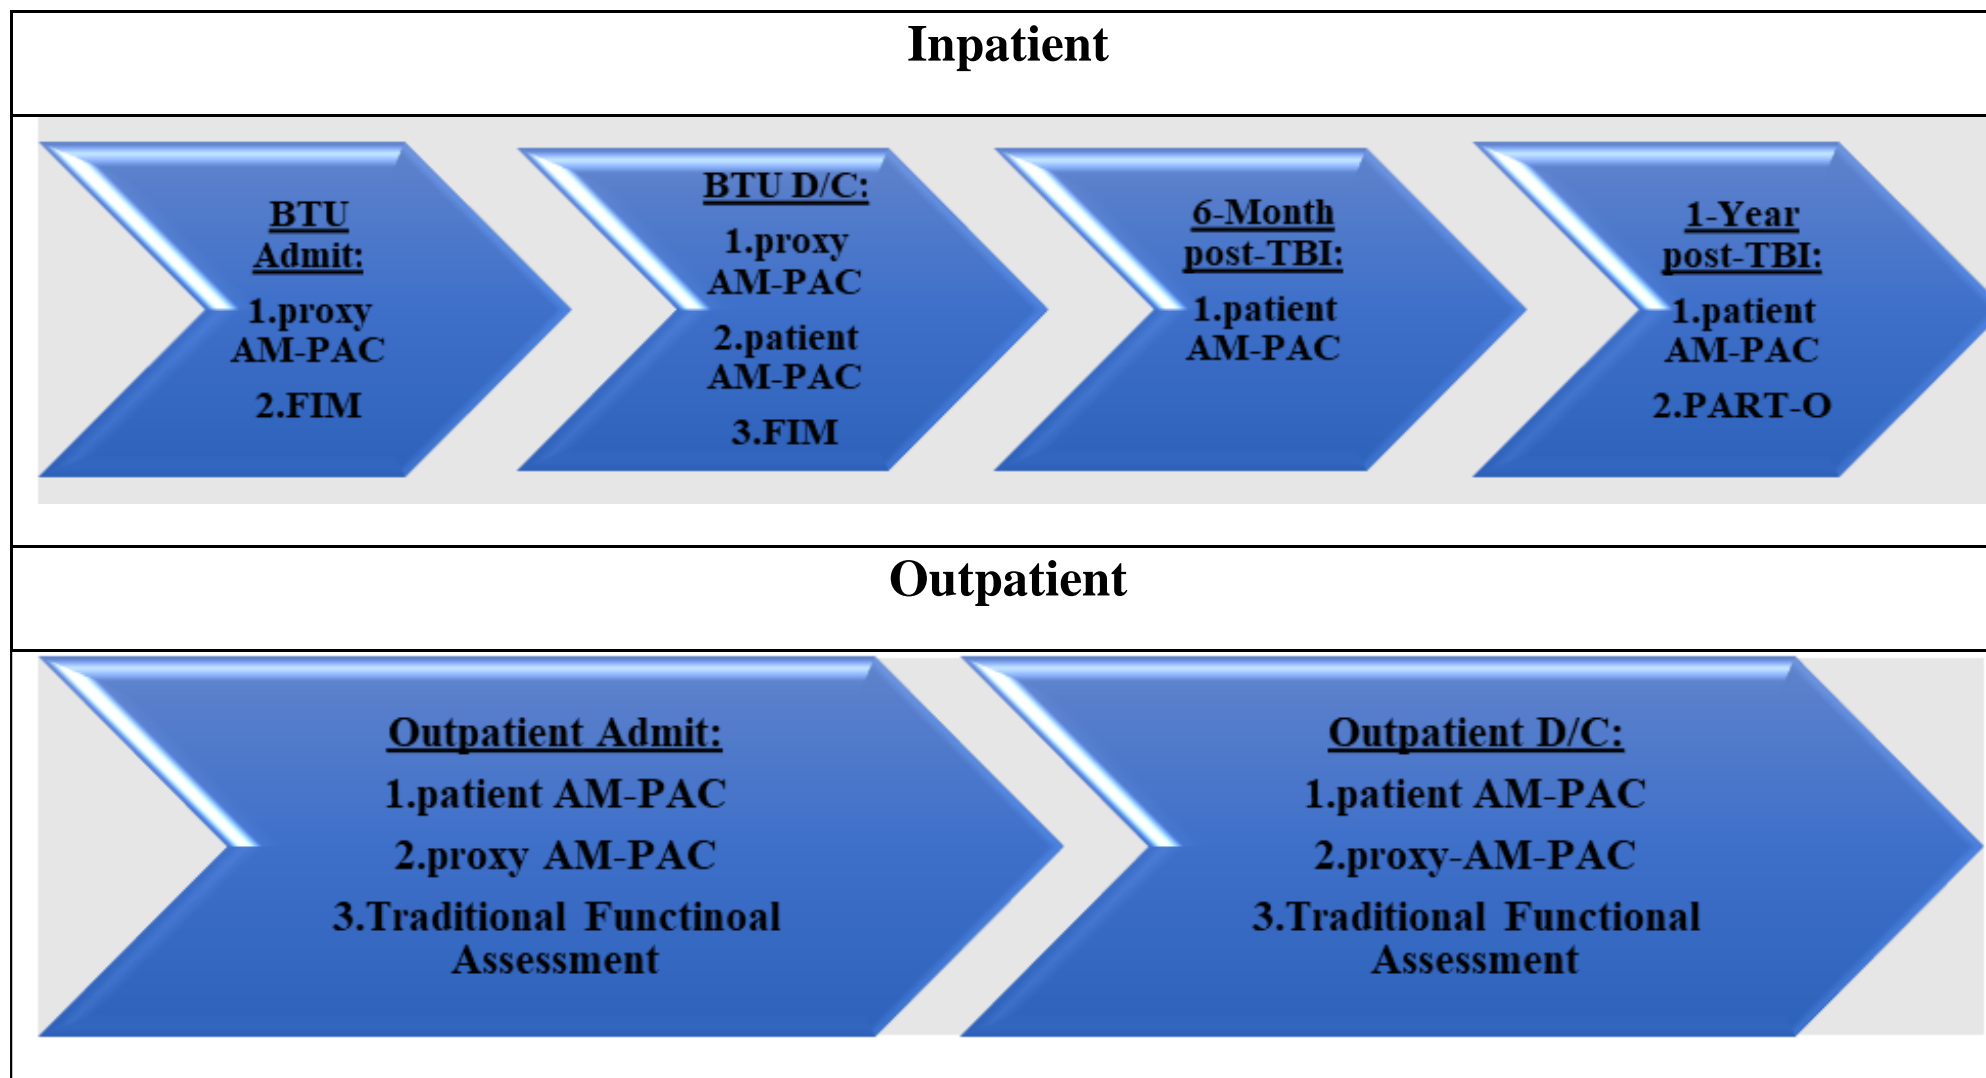 Inpatient
BTU
Admit:
1.proxy
AM-PAC
2.FIM
BTU D/C:
1.proxy
AM-PAC
2.patient
AM-PAC
3.FIM
6-Month
post-TBI:
1.patient
AM-PAC
1-Year
post-TBI:
1.patient
AM-PAC
2.PART-O
Outpatient
Outpatient Admit:
1.patient AM-PAC
2.proxy AM-PAC
3.Traditional Functinoal
Assessment
Outpatient D/C:
1.patient AM-PAC
2.proxy-AM-PAC
3.Traditional Functional
Assessment